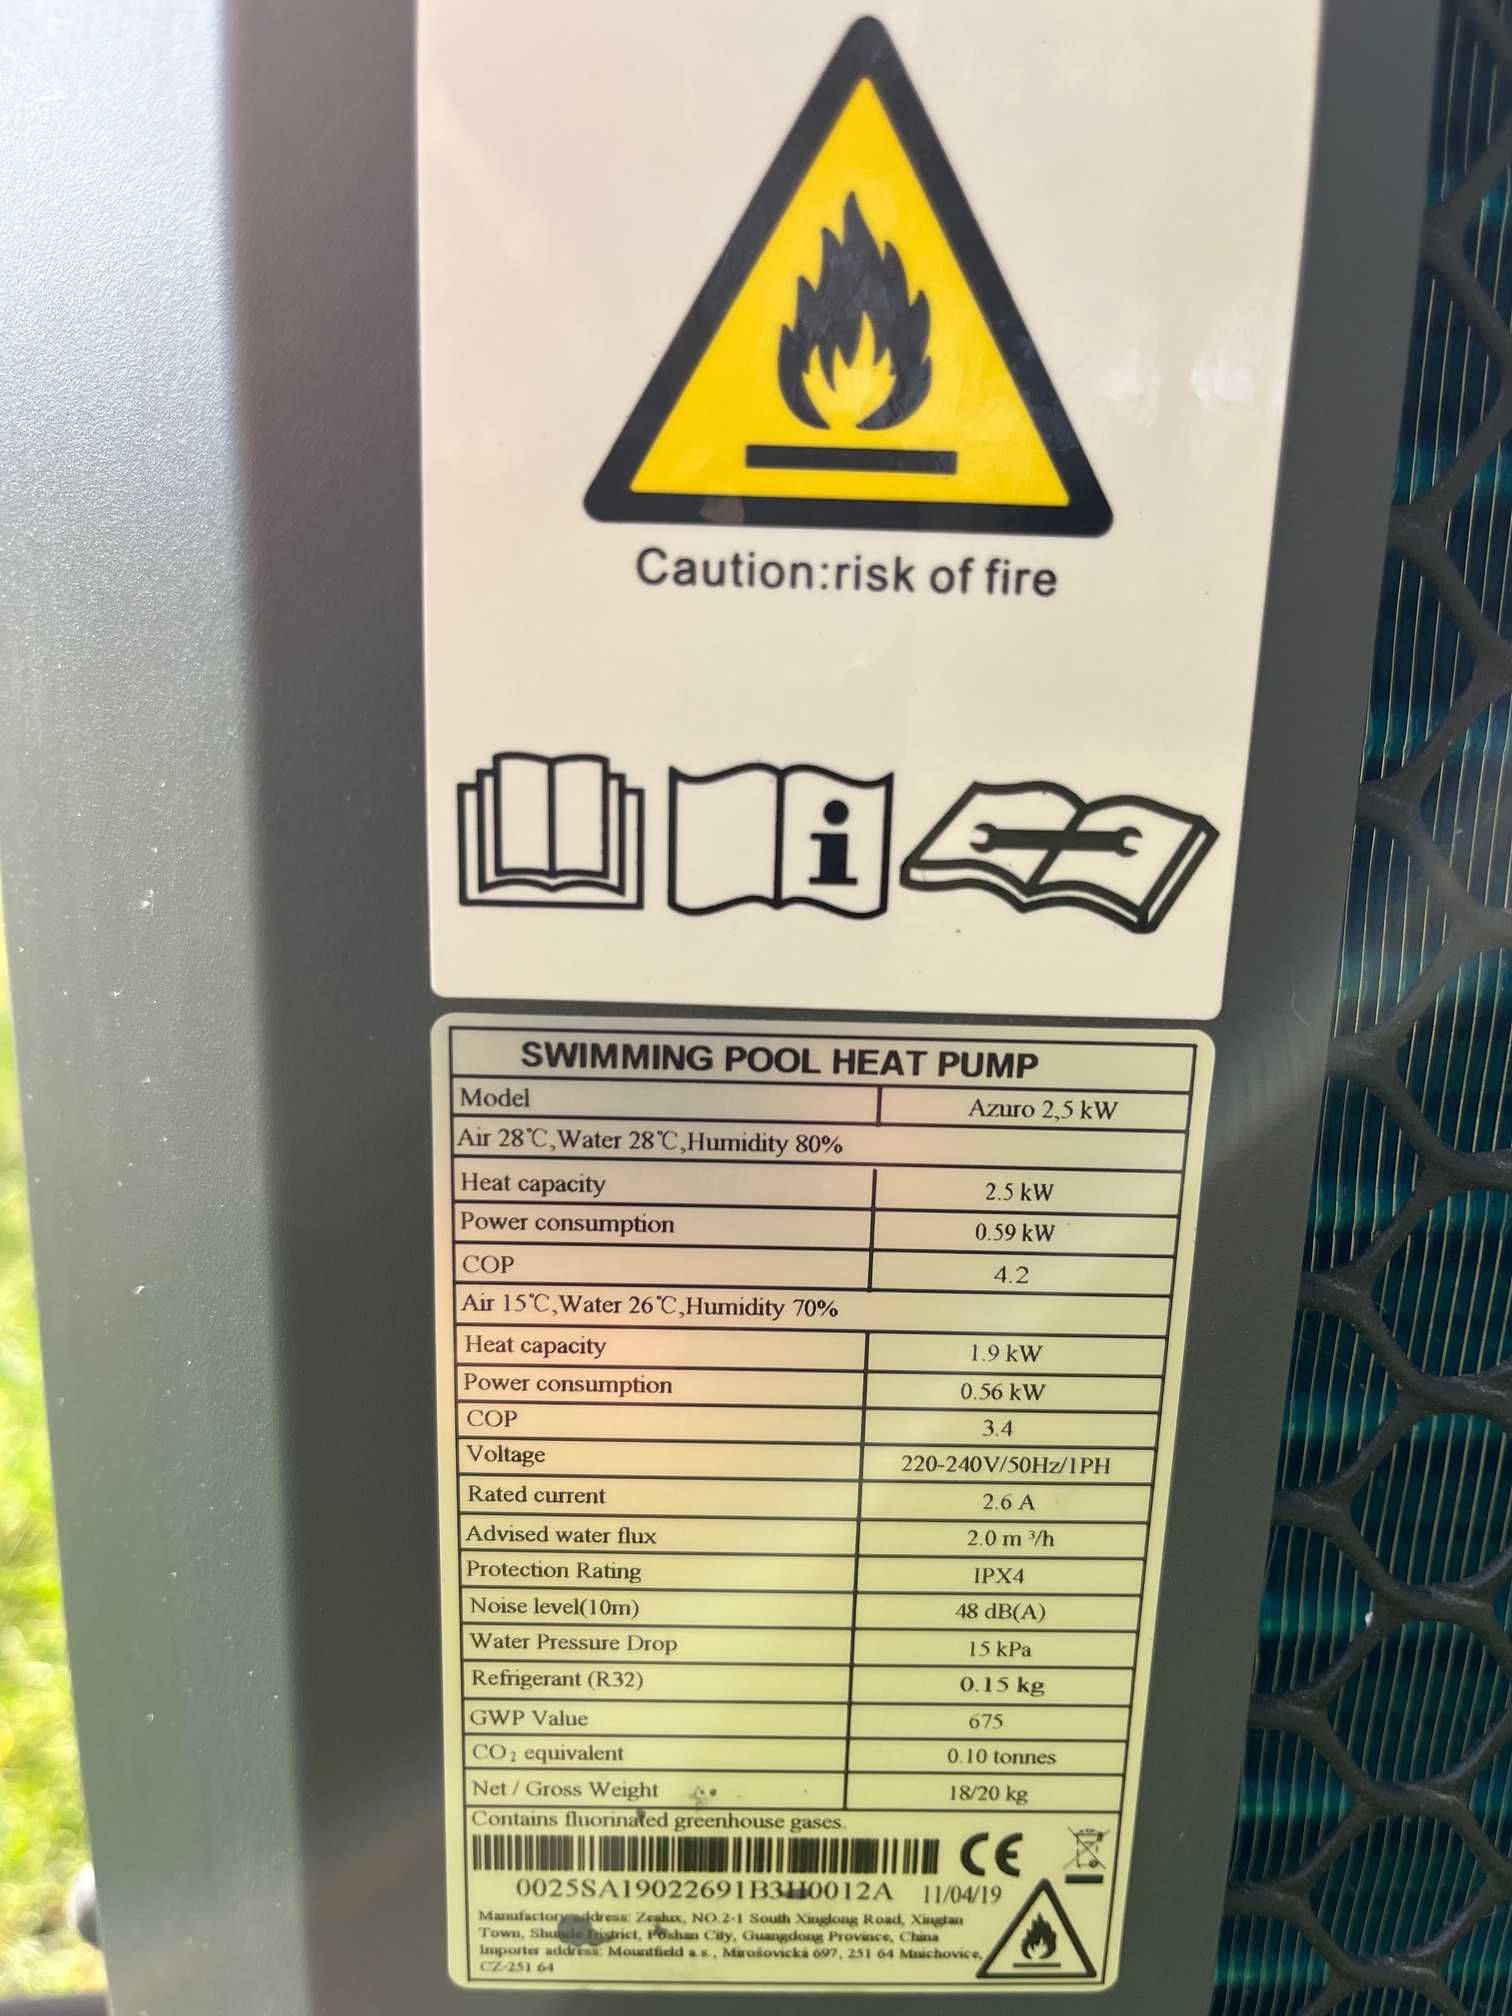 Caution:risk of fire
SWIMMING POOL HEAT PUMP
Model Azuro 2,5 kW
Air 28℃,Water 28℃,Humidity 80%
Heat capacity 2.5 kW
Power consumption 0.59 kW
COP 4.2
Air 15℃,Water 26℃,Humidity 70%
Heat capacity 1.9 kW
Power consumption 0.56 kW
COP 3.4
Voltage 220-240V/50Hz/1PH
Rated current 2.6 A
Advised water flux 2.0 m ³/h
Protection Rating IPX4
Noise level(10m) 48 dB(A)
Water Pressure Drop 15 kPa
Refrigerant (R32) 0.15 kg
GWP Value 675
CO₂ equivalent 0.10 tonnes
Net / Gross Weight 18/20 kg
Contains fluorinated greenhouse gases.
CE
0025SA19022691B3H0012A 11/04/19
Manufactory address: Zealux, NO.2-1 South Xinglong Road, Xingtan
Town, Shunde District, Foshan City, Guangdong Province, China
Importer address: Mountfield a.s., Mirošovická 697, 251 64 Mnichovice,
CZ-251 64